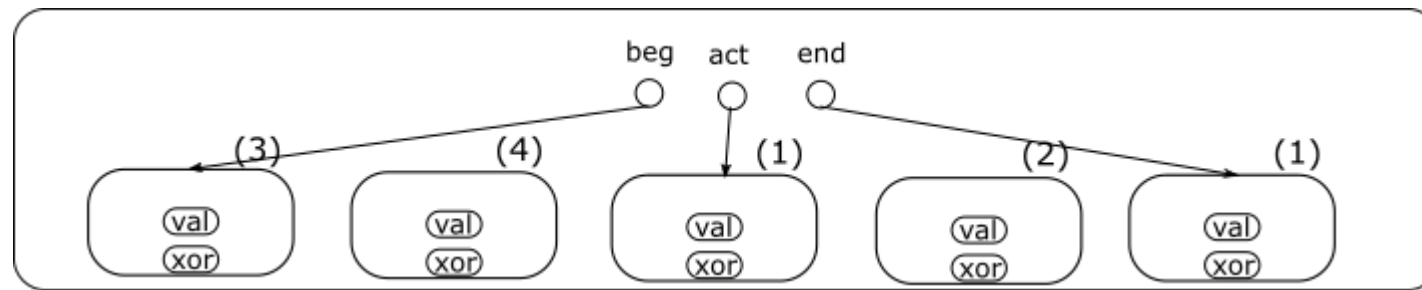 beg act end
(3) (4) (1) (2) (1)
val val val val val
xor xor xor xor xor